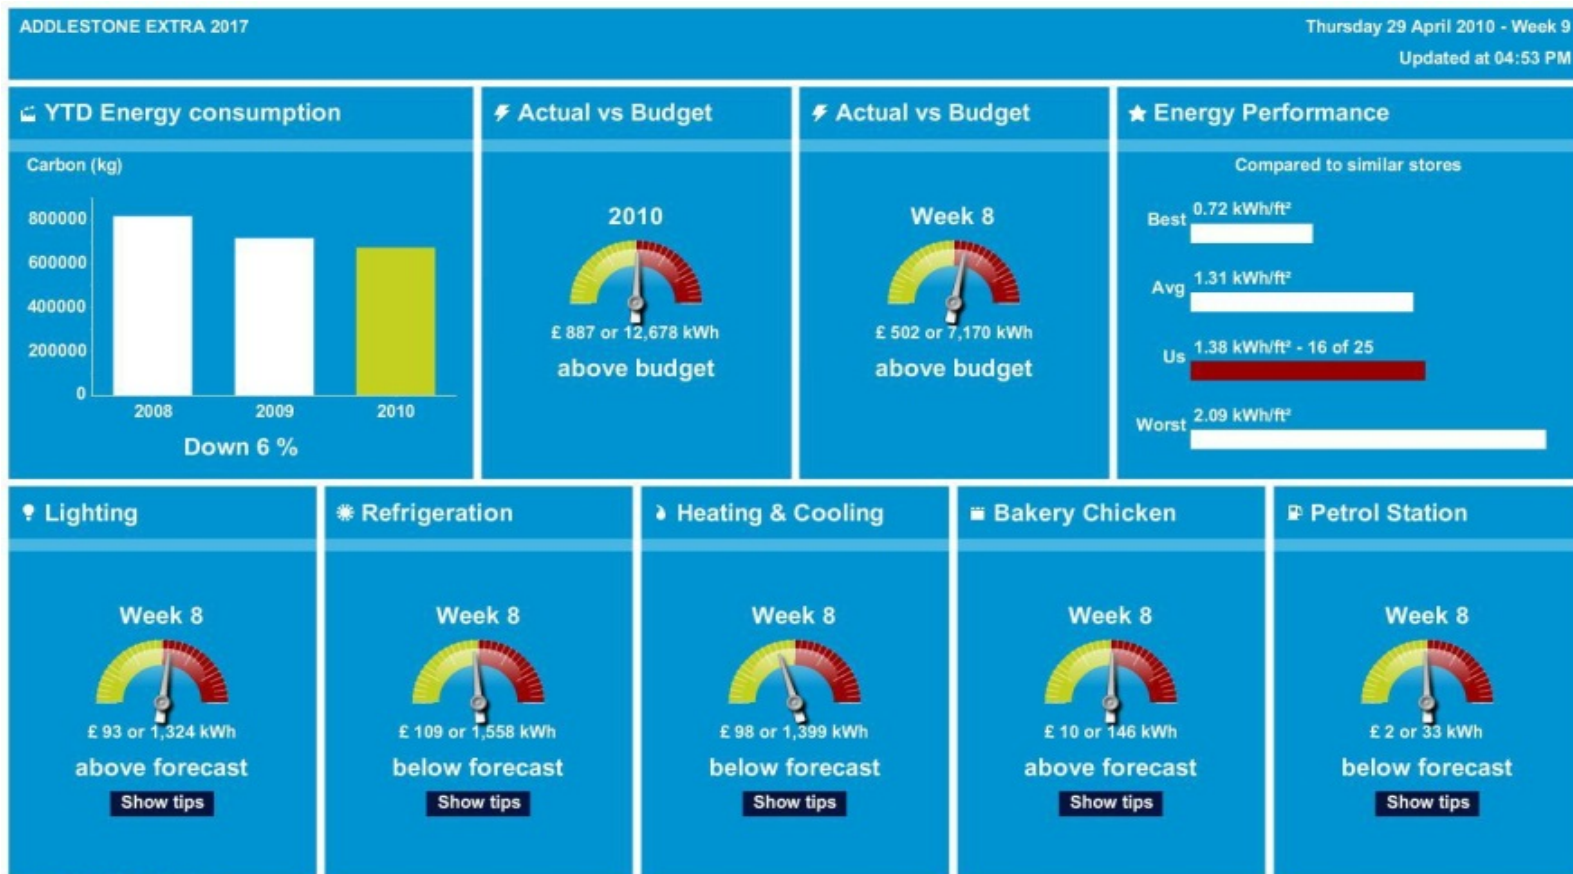 ADDLESTONE EXTRA 2017
Thursday 29 April 2010 - Week 9
Updated at 04:53 PM
YTD Energy consumption
Carbon (kg)
800000
600000
400000
200000
0
2008 2009 2010
Down 6 %
Actual vs Budget
2010
£ 887 or 12,678 kWh
above budget
Actual vs Budget
Week 8
£ 502 or 7,170 kWh
above budget
Energy Performance
Compared to similar stores
Best 0.72 kWh/ft²
Avg 1.31 kWh/ft²
Us 1.38 kWh/ft² - 16 of 25
Worst 2.09 kWh/ft²
Lighting
Week 8
£ 93 or 1,324 kWh
above forecast
Show tips
Refrigeration
Week 8
£ 109 or 1,558 kWh
below forecast
Show tips
Heating & Cooling
Week 8
£ 98 or 1,399 kWh
below forecast
Show tips
Bakery Chicken
Week 8
£ 10 or 146 kWh
above forecast
Show tips
Petrol Station
Week 8
£ 2 or 33 kWh
below forecast
Show tips